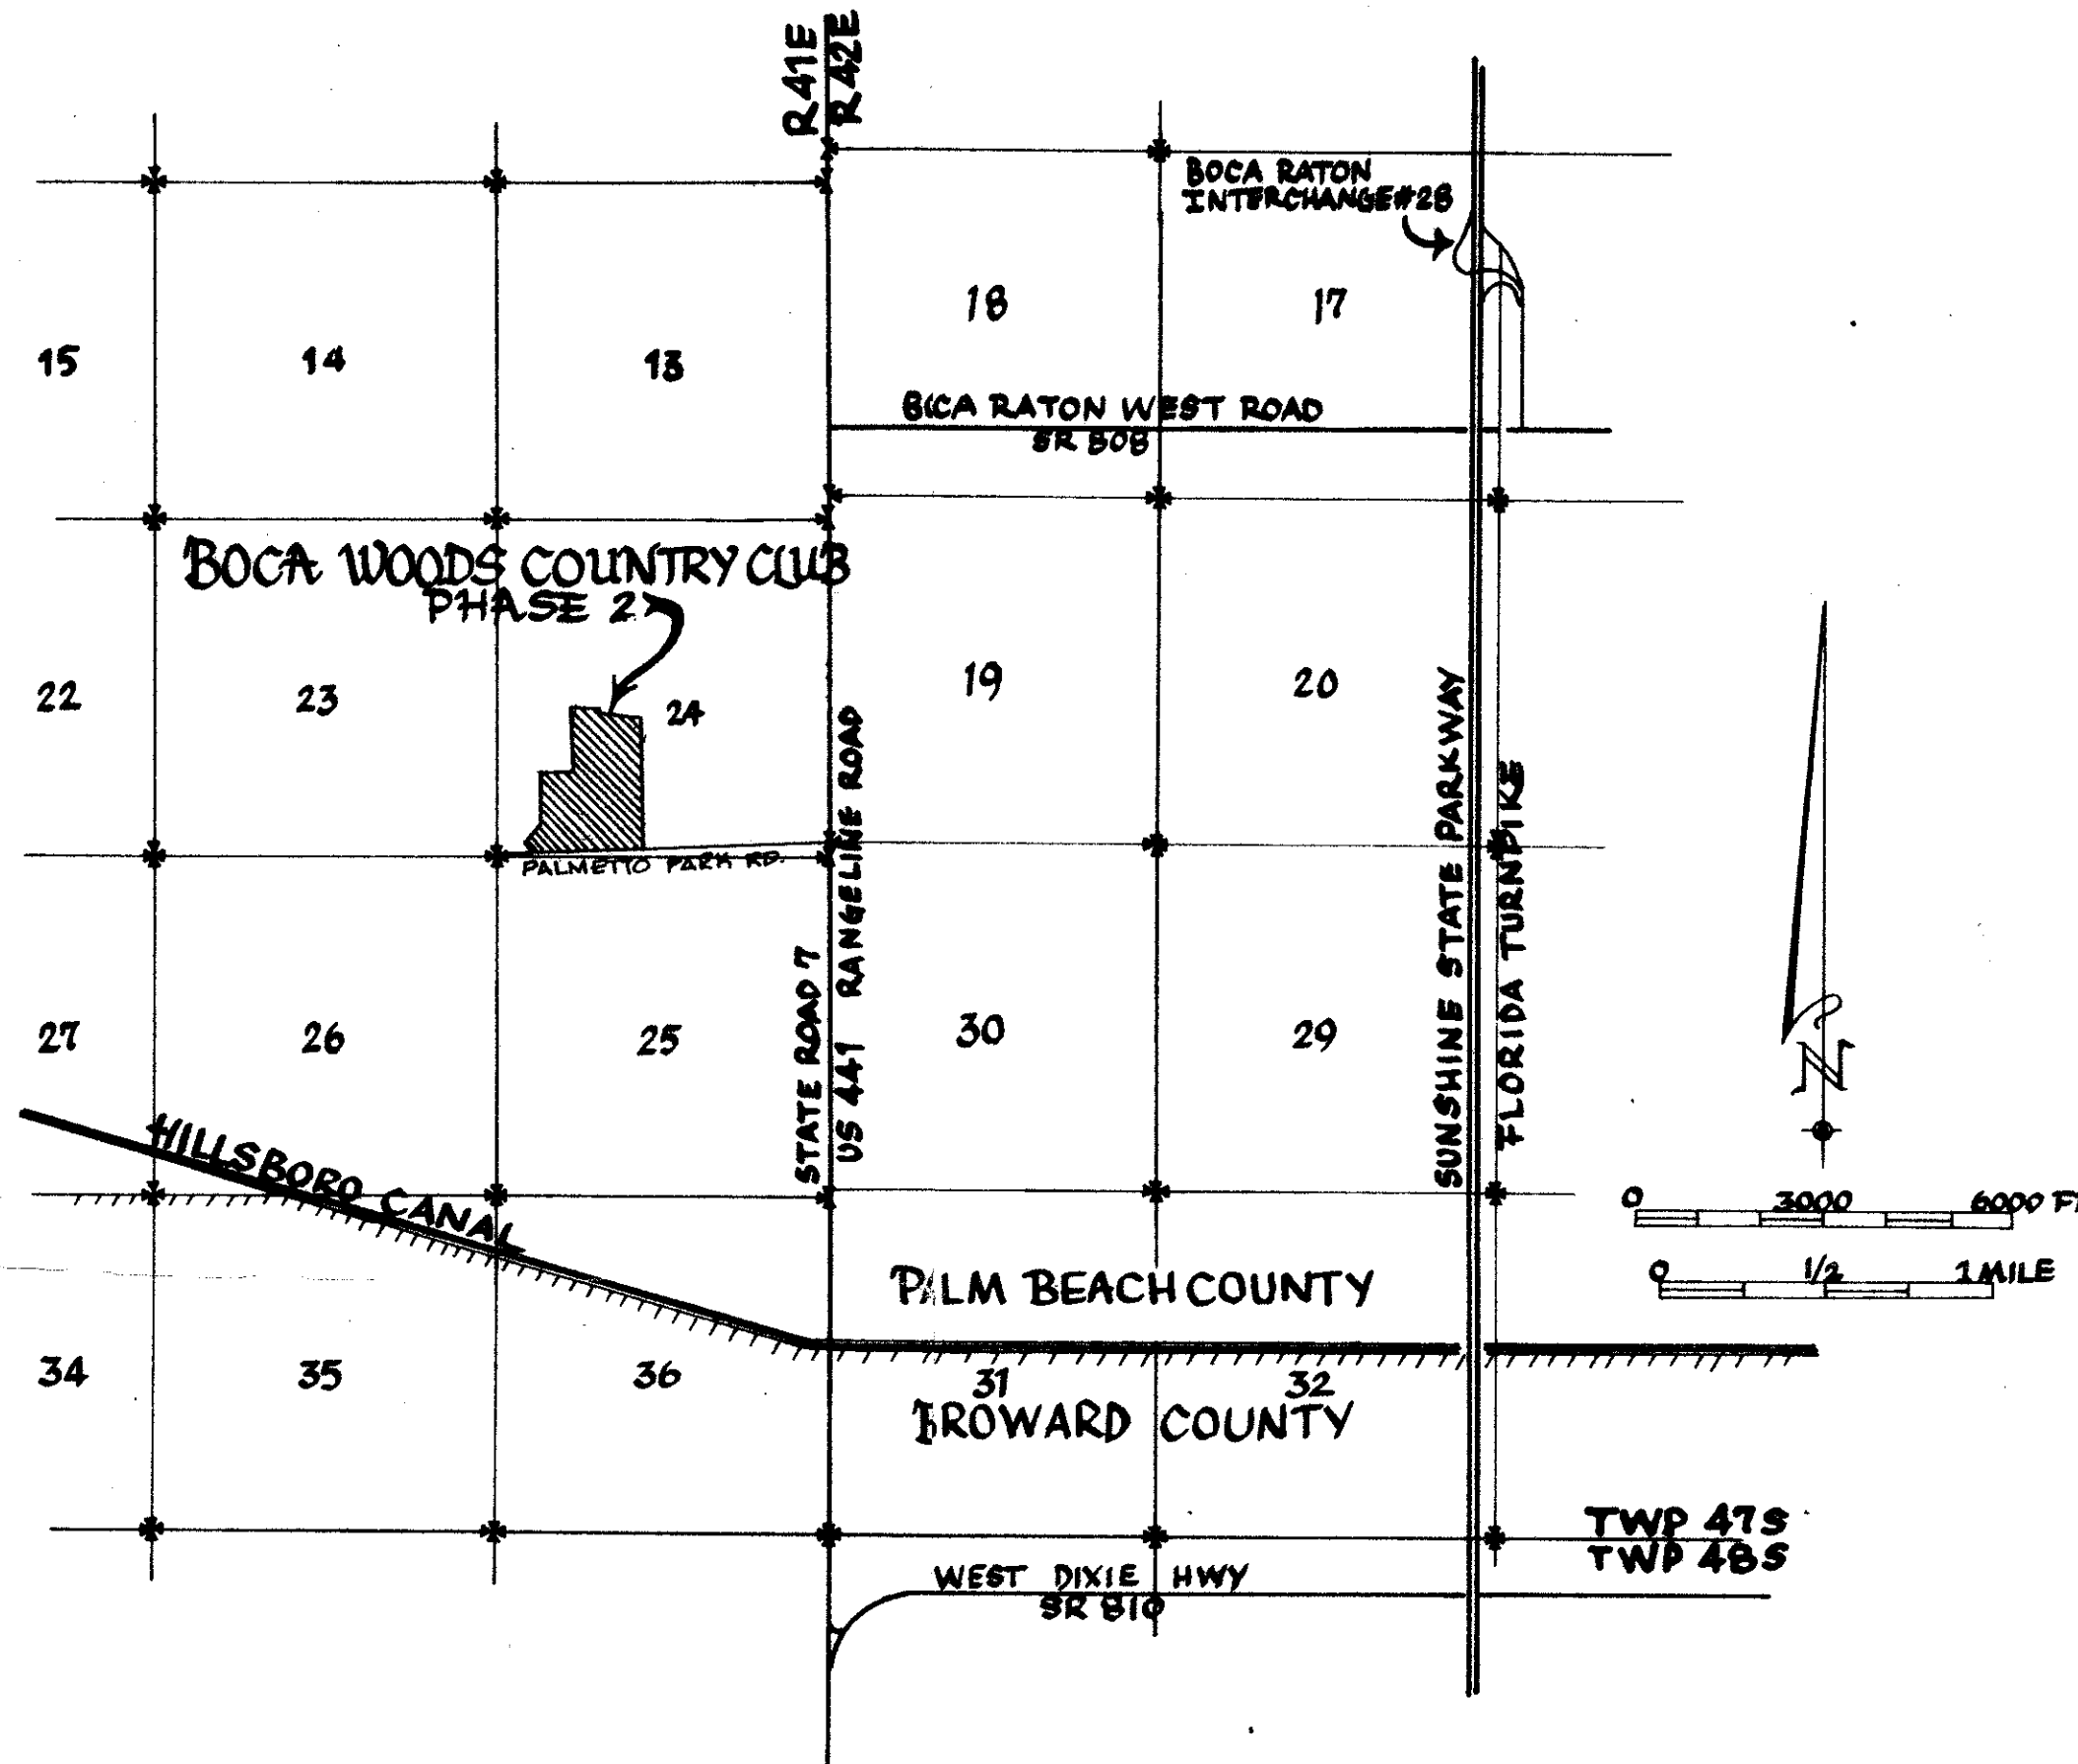 R41E
R42E
BOCA RATON
INTERCHANGE #28
18
17
15
14
13
BOCA RATON WEST ROAD
SR 808
BOCA WOODS COUNTRY CLUB
PHASE 2
22
23
24
19
20
PALMETTO PARK RD.
STATE ROAD 7
US 441 RANGELINE ROAD
SUNSHINE STATE PARKWAY
FLORIDA TURNPIKE
27
26
25
30
29
N
HILLSBORO CANAL
0 3000 6000 FT
0 1/2 1 MILE
PALM BEACH COUNTY
34
35
36
31
32
BROWARD COUNTY
TWP 47S
TWP 48S
WEST DIXIE HWY
SR 810